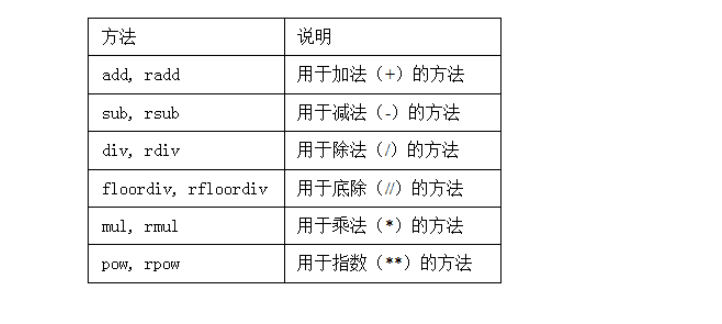 方法 说明
add, radd 用于加法（+）的方法
sub, rsub 用于减法（-）的方法
div, rdiv 用于除法（/）的方法
floordiv, rfloordiv 用于底除（//）的方法
mul, rmul 用于乘法（*）的方法
pow, rpow 用于指数（**）的方法